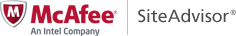 McAfee® | SiteAdvisor®
An Intel Company